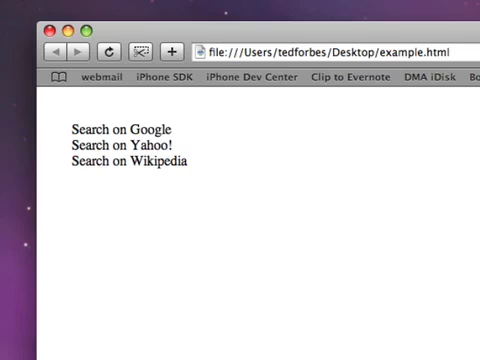 file:///Users/tedforbes/Desktop/example.html
webmail iPhone SDK iPhone Dev Center Clip to Evernote DMA iDisk Bo
Search on Google
Search on Yahoo!
Search on Wikipedia